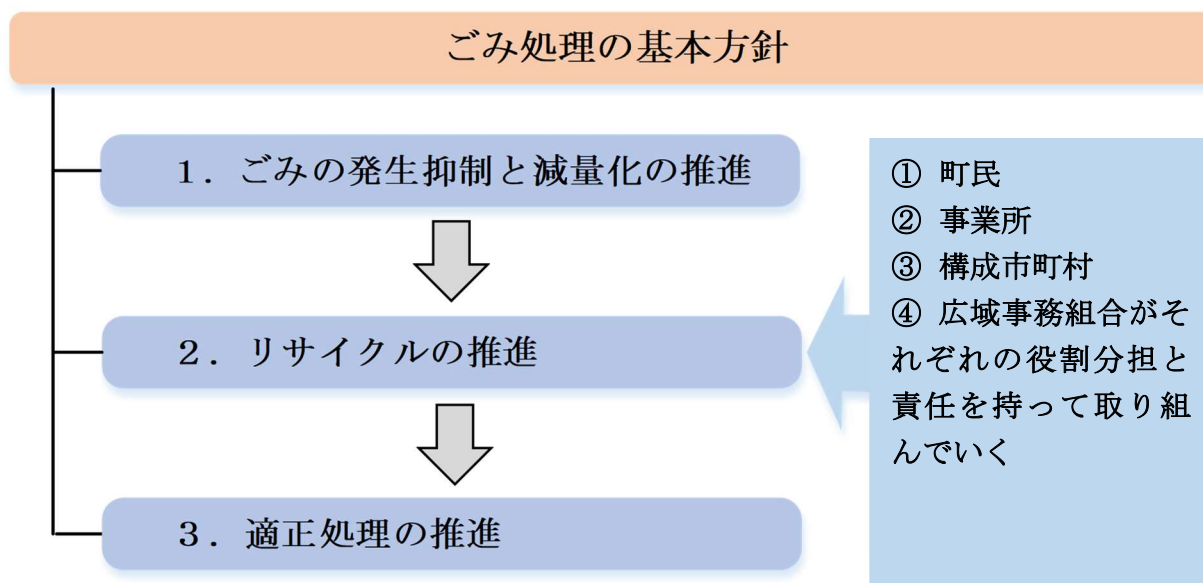 ごみ処理の基本方針
１．ごみの発生抑制と減量化の推進
２．リサイクルの推進
３．適正処理の推進
① 町民
② 事業所
③ 構成市町村
④ 広域事務組合がそ
れぞれの役割分担と
責任を持って取り組
んでいく